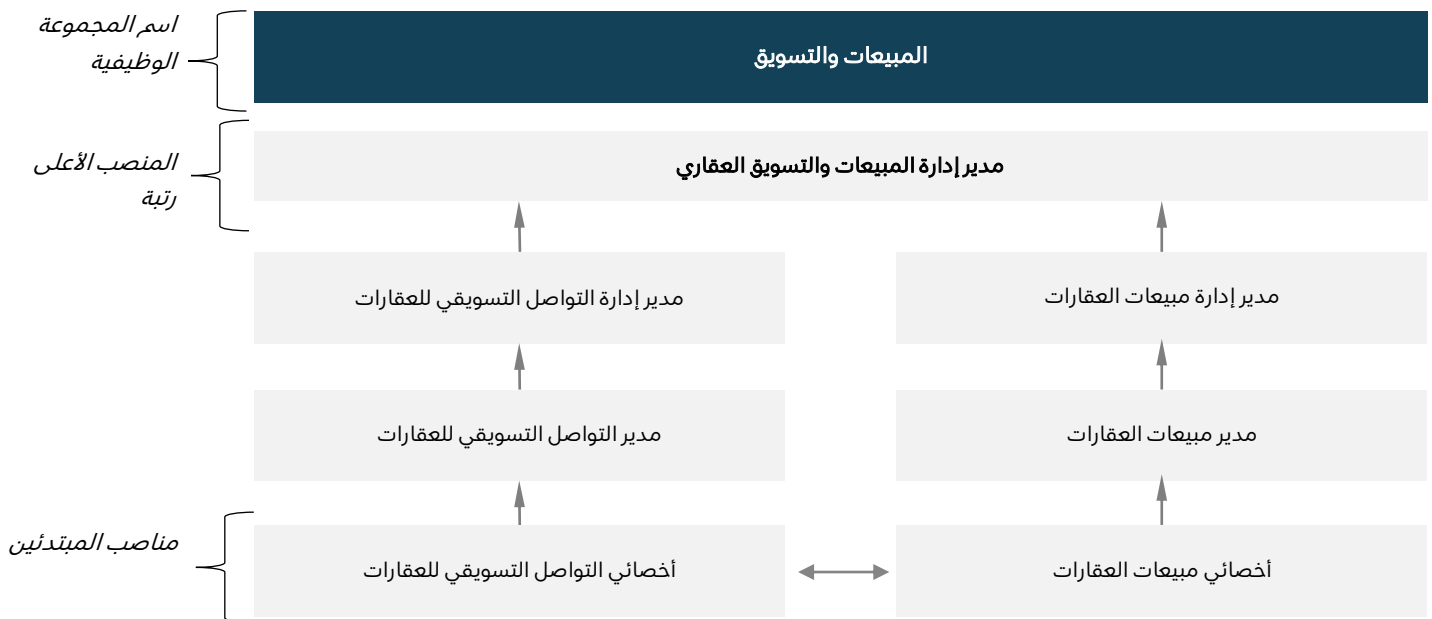 اسم المجموعة
الوظيفية
المبيعات والتسويق
المنصب الأعلى
رتبة
مدير إدارة المبيعات والتسويق العقاري
مدير إدارة مبيعات العقارات
مدير إدارة التواصل التسويقي للعقارات
مدير مبيعات العقارات
مدير التواصل التسويقي للعقارات
مناصب المبتدئين
أخصائي مبيعات العقارات
أخصائي التواصل التسويقي للعقارات